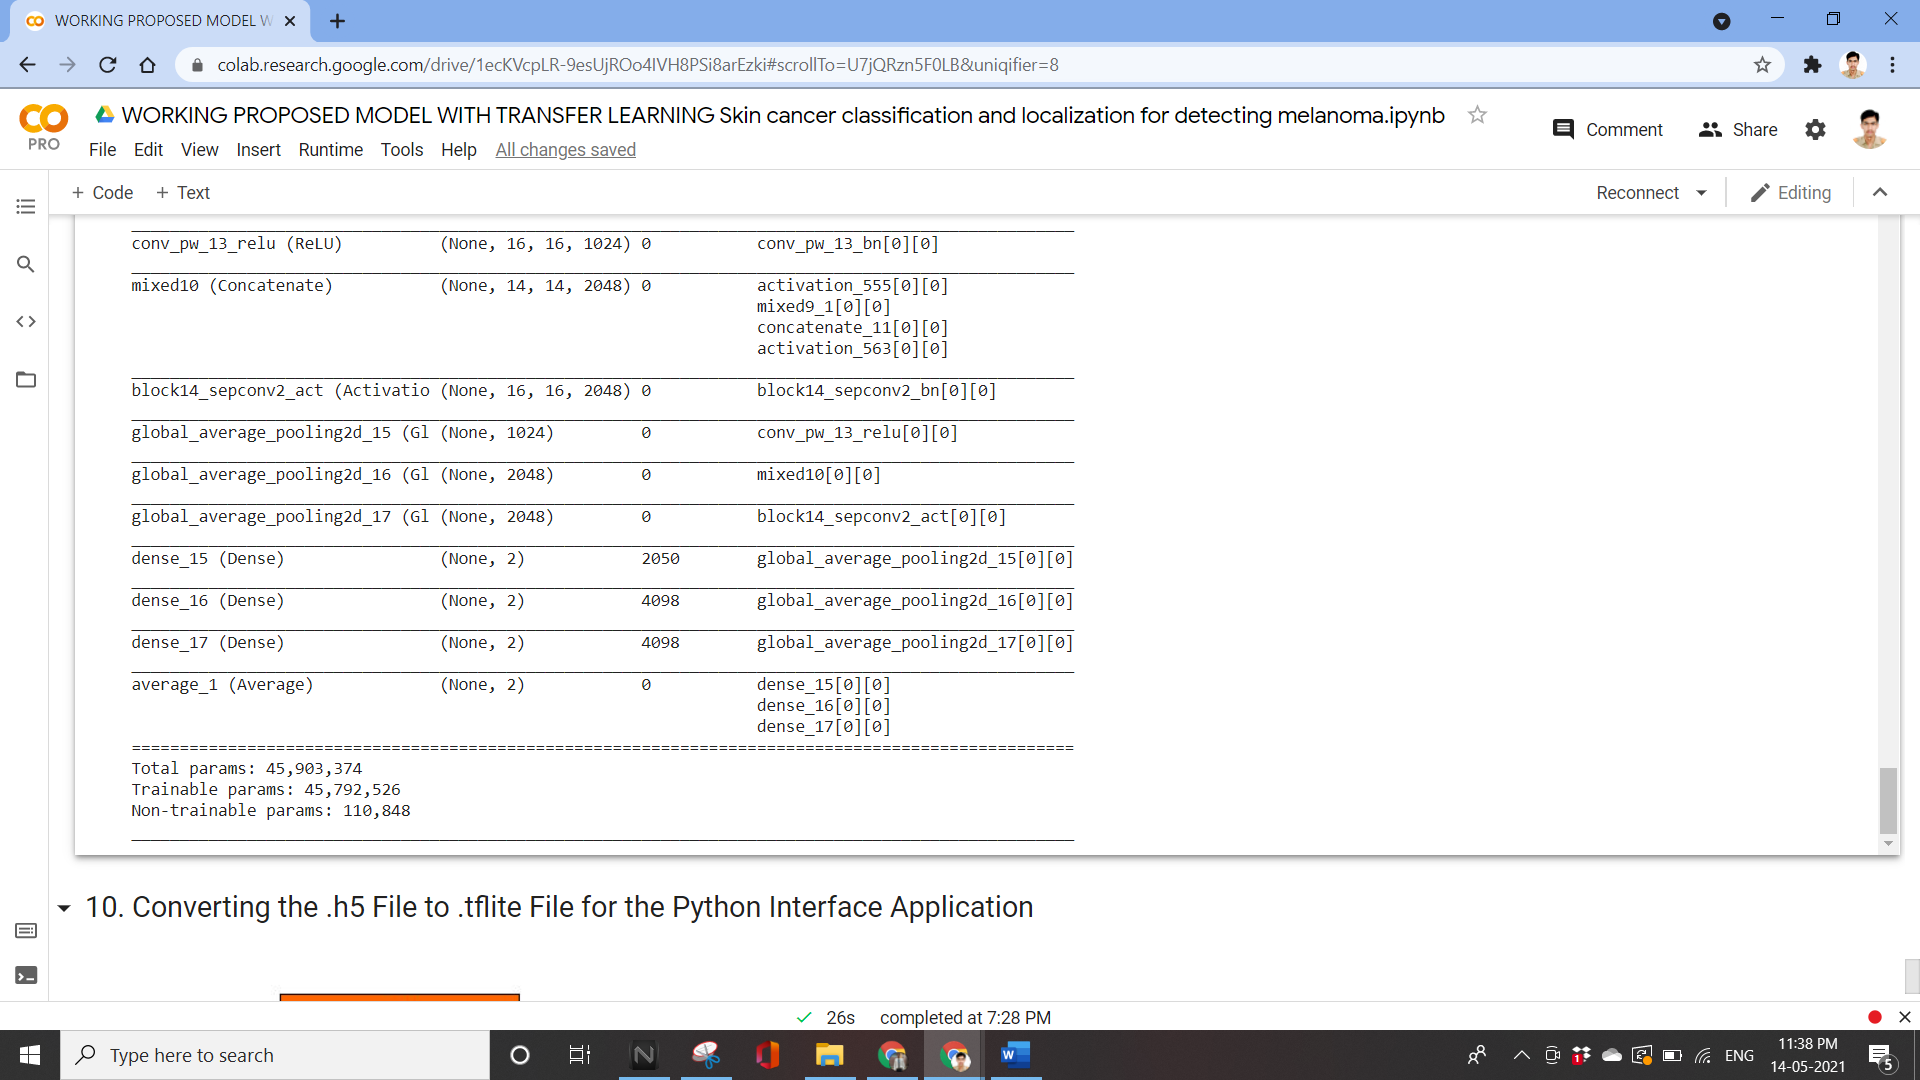 WORKING PROPOSED MODEL W
colab.research.google.com/drive/1ecKVcpLR-9esUjROo4IVH8PSi8arEzki#scrollTo=U7jQRzn5F0LB&uniqifier=8
WORKING PROPOSED MODEL WITH TRANSFER LEARNING Skin cancer classification and localization for detecting melanoma.ipynb
PRO
File Edit View Insert Runtime Tools Help All changes saved
Comment Share
+ Code + Text
Reconnect Editing
conv_pw_13_relu (ReLU) (None, 16, 16, 1024) 0 conv_pw_13_bn[0][0]
mixed10 (Concatenate) (None, 14, 14, 2048) 0 activation_555[0][0]
mixed9_1[0][0]
concatenate_11[0][0]
activation_563[0][0]
block14_sepconv2_act (Activatio (None, 16, 16, 2048) 0 block14_sepconv2_bn[0][0]
global_average_pooling2d_15 (Gl (None, 1024) 0 conv_pw_13_relu[0][0]
global_average_pooling2d_16 (Gl (None, 2048) 0 mixed10[0][0]
global_average_pooling2d_17 (Gl (None, 2048) 0 block14_sepconv2_act[0][0]
dense_15 (Dense) (None, 2) 2050 global_average_pooling2d_15[0][0]
dense_16 (Dense) (None, 2) 4098 global_average_pooling2d_16[0][0]
dense_17 (Dense) (None, 2) 4098 global_average_pooling2d_17[0][0]
average_1 (Average) (None, 2) 0 dense_15[0][0]
dense_16[0][0]
dense_17[0][0]
Total params: 45,903,374
Trainable params: 45,792,526
Non-trainable params: 110,848
10. Converting the .h5 File to .tflite File for the Python Interface Application
26s completed at 7:28 PM
Type here to search
ENG
11:38 PM
14-05-2021
5